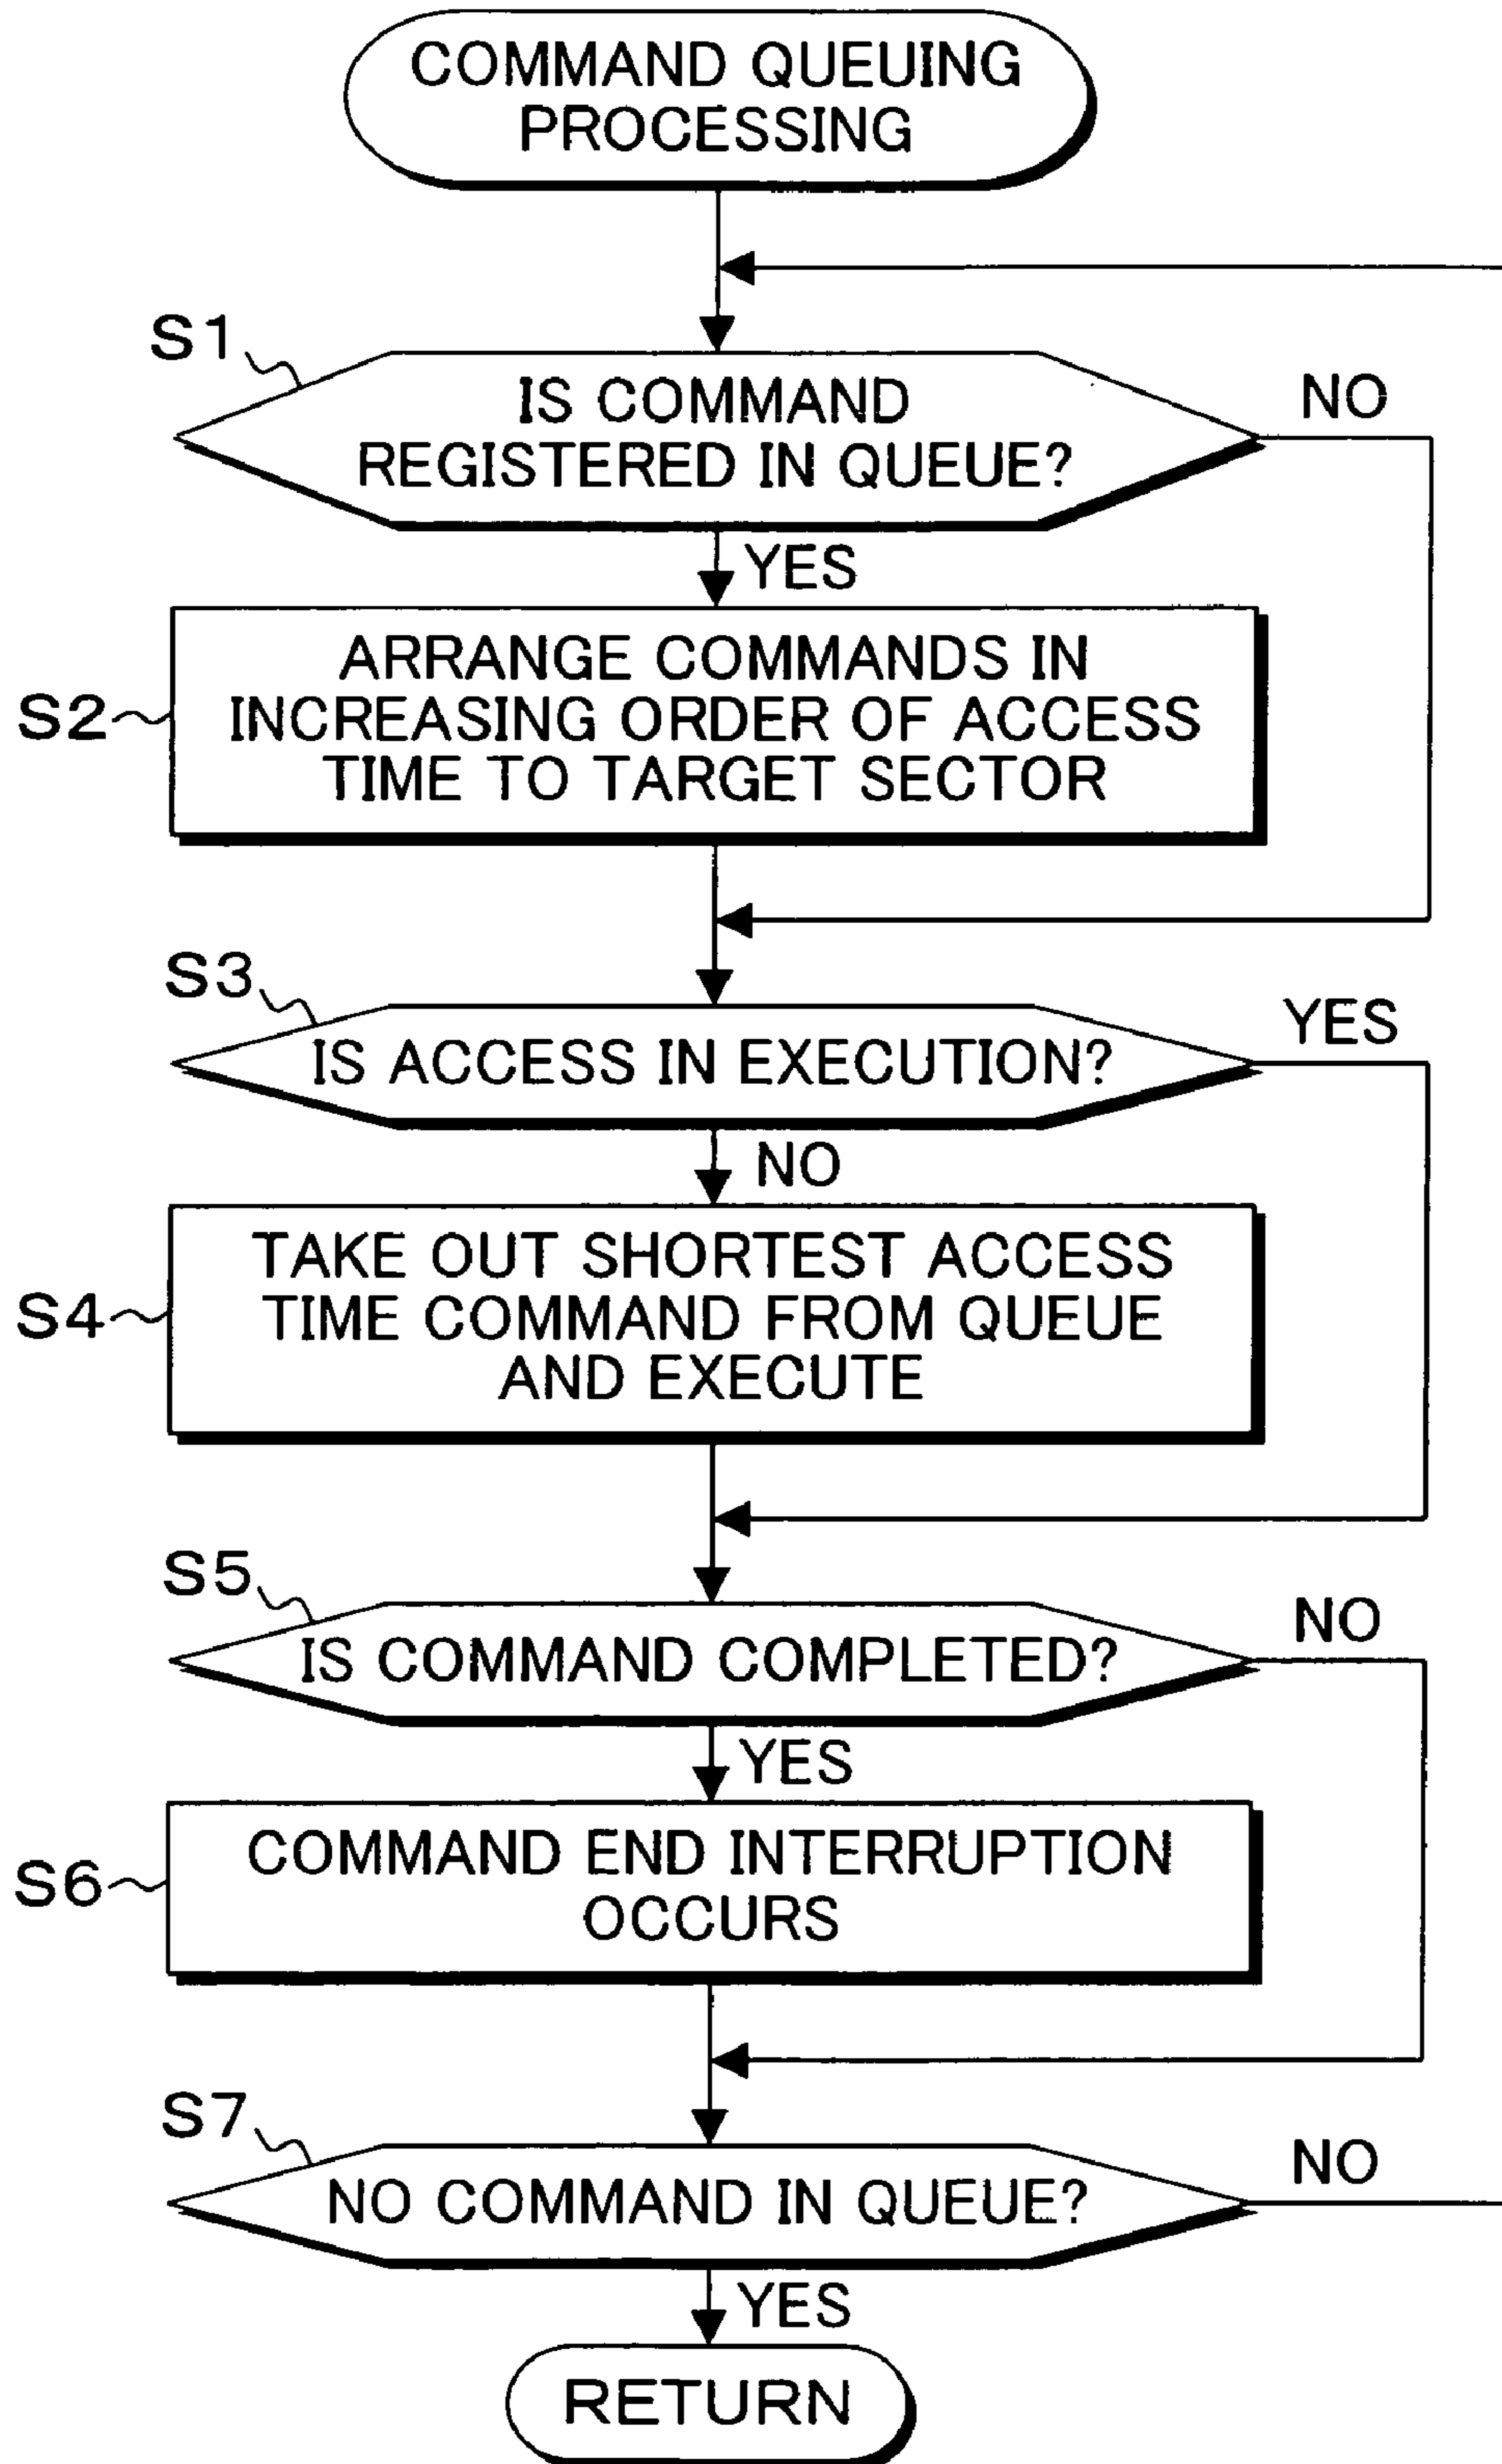 COMMAND QUEUING
PROCESSING
S1
IS COMMAND
REGISTERED IN QUEUE?
NO
YES
S2
ARRANGE COMMANDS IN
INCREASING ORDER OF ACCESS
TIME TO TARGET SECTOR
S3
IS ACCESS IN EXECUTION?
YES
NO
S4
TAKE OUT SHORTEST ACCESS
TIME COMMAND FROM QUEUE
AND EXECUTE
S5
IS COMMAND COMPLETED?
NO
YES
S6
COMMAND END INTERRUPTION
OCCURS
S7
NO COMMAND IN QUEUE?
NO
YES
RETURN